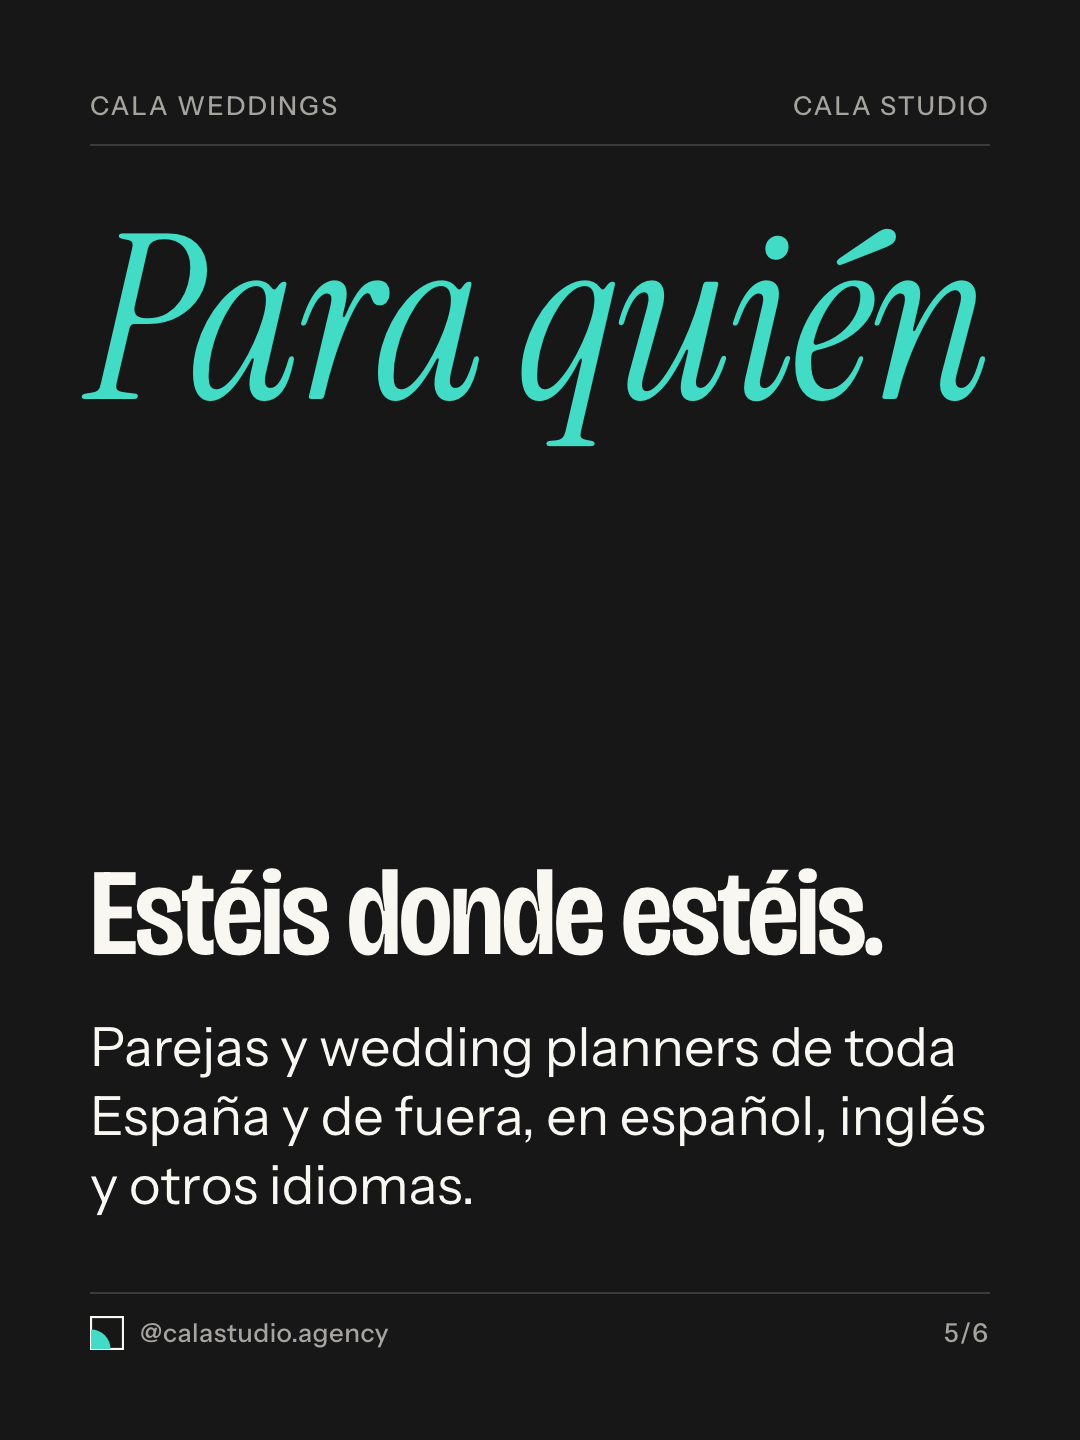 CALA WEDDINGS
CALA STUDIO
Para quién
Estéis donde estéis.
Parejas y wedding planners de toda
España y de fuera, en español, inglés
y otros idiomas.
@calastudio.agency
5/6